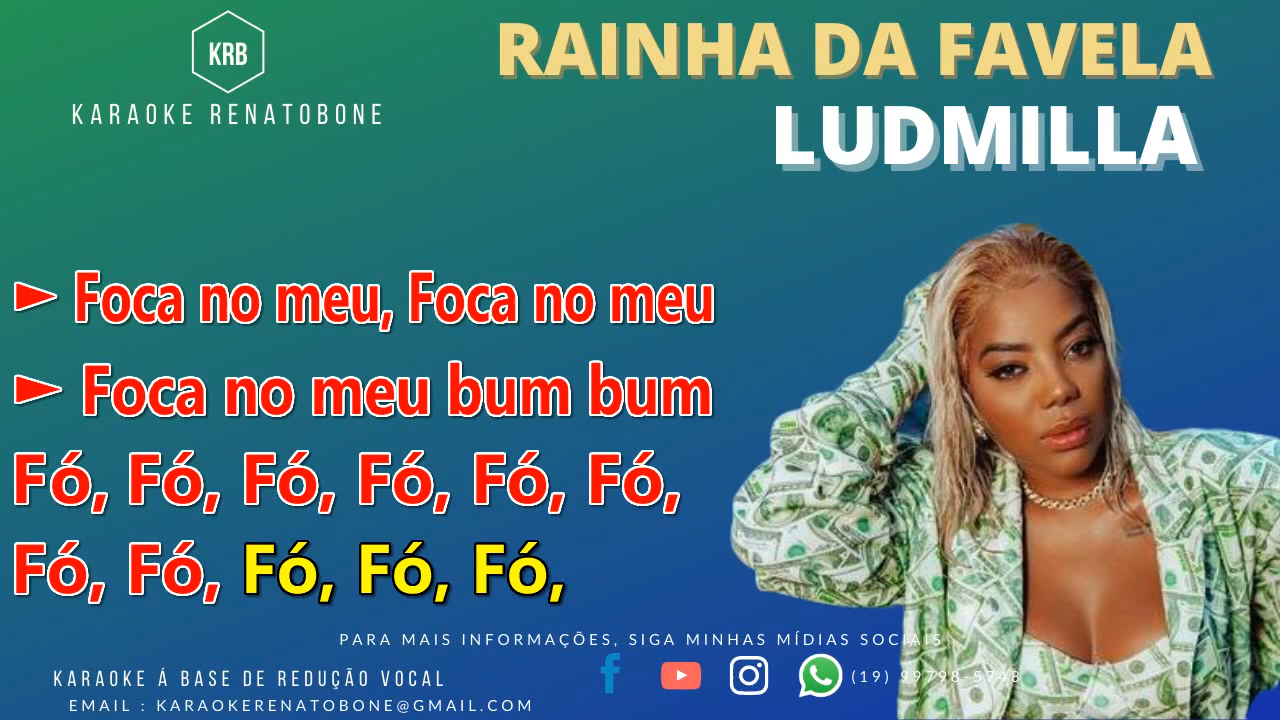 KRB
KARAOKE RENATOBONE
RAINHA DA FAVELA
LUDMILLA
► Foca no meu, Foca no meu
► Foca no meu bum bum
Fó, Fó, Fó, Fó, Fó, Fó,
Fó, Fó, Fó, Fó, Fó,
PARA MAIS INFORMAÇÕES, SIGA MINHAS MÍDIAS SOCIAIS
KARAOKE Á BASE DE REDUÇÃO VOCAL
(19) 99798-5748
EMAIL : KARAOKERENATOBONE@GMAIL.COM